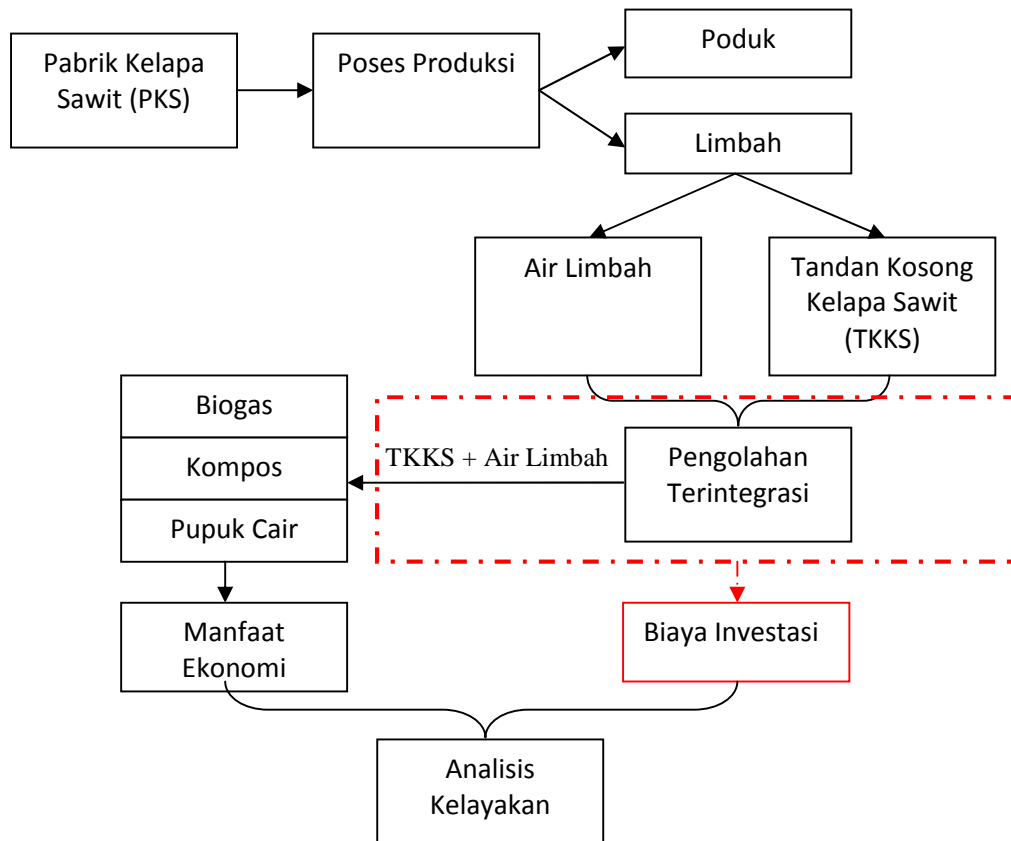 Pabrik Kelapa
Sawit (PKS)
Poses Produksi
Poduk
Limbah
Air Limbah
Tandan Kosong
Kelapa Sawit
(TKKS)
Biogas
Kompos
Pupuk Cair
TKKS + Air Limbah
Pengolahan
Terintegrasi
Manfaat
Ekonomi
Biaya Investasi
Analisis
Kelayakan